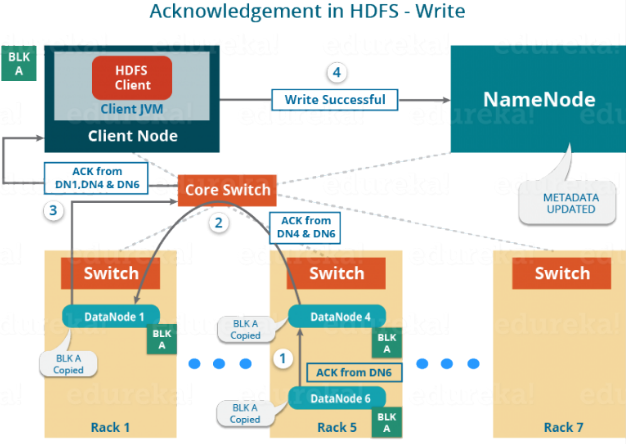 Acknowledgement in HDFS - Write
BLK
A
HDFS
Client
Client JVM
Client Node
4
Write Successful
NameNode
METADATA
UPDATED
ACK from
DN1,DN4 & DN6
3
Core Switch
2
ACK from
DN4 & DN6
Switch
Switch
Switch
DataNode 1
BLK
A
BLK A
Copied
Rack 1
BLK A
Copied
DataNode 4
BLK
A
1
ACK from DN6
BLK A
Copied
DataNode 6
BLK
A
Rack 5
Rack 7
edureka!